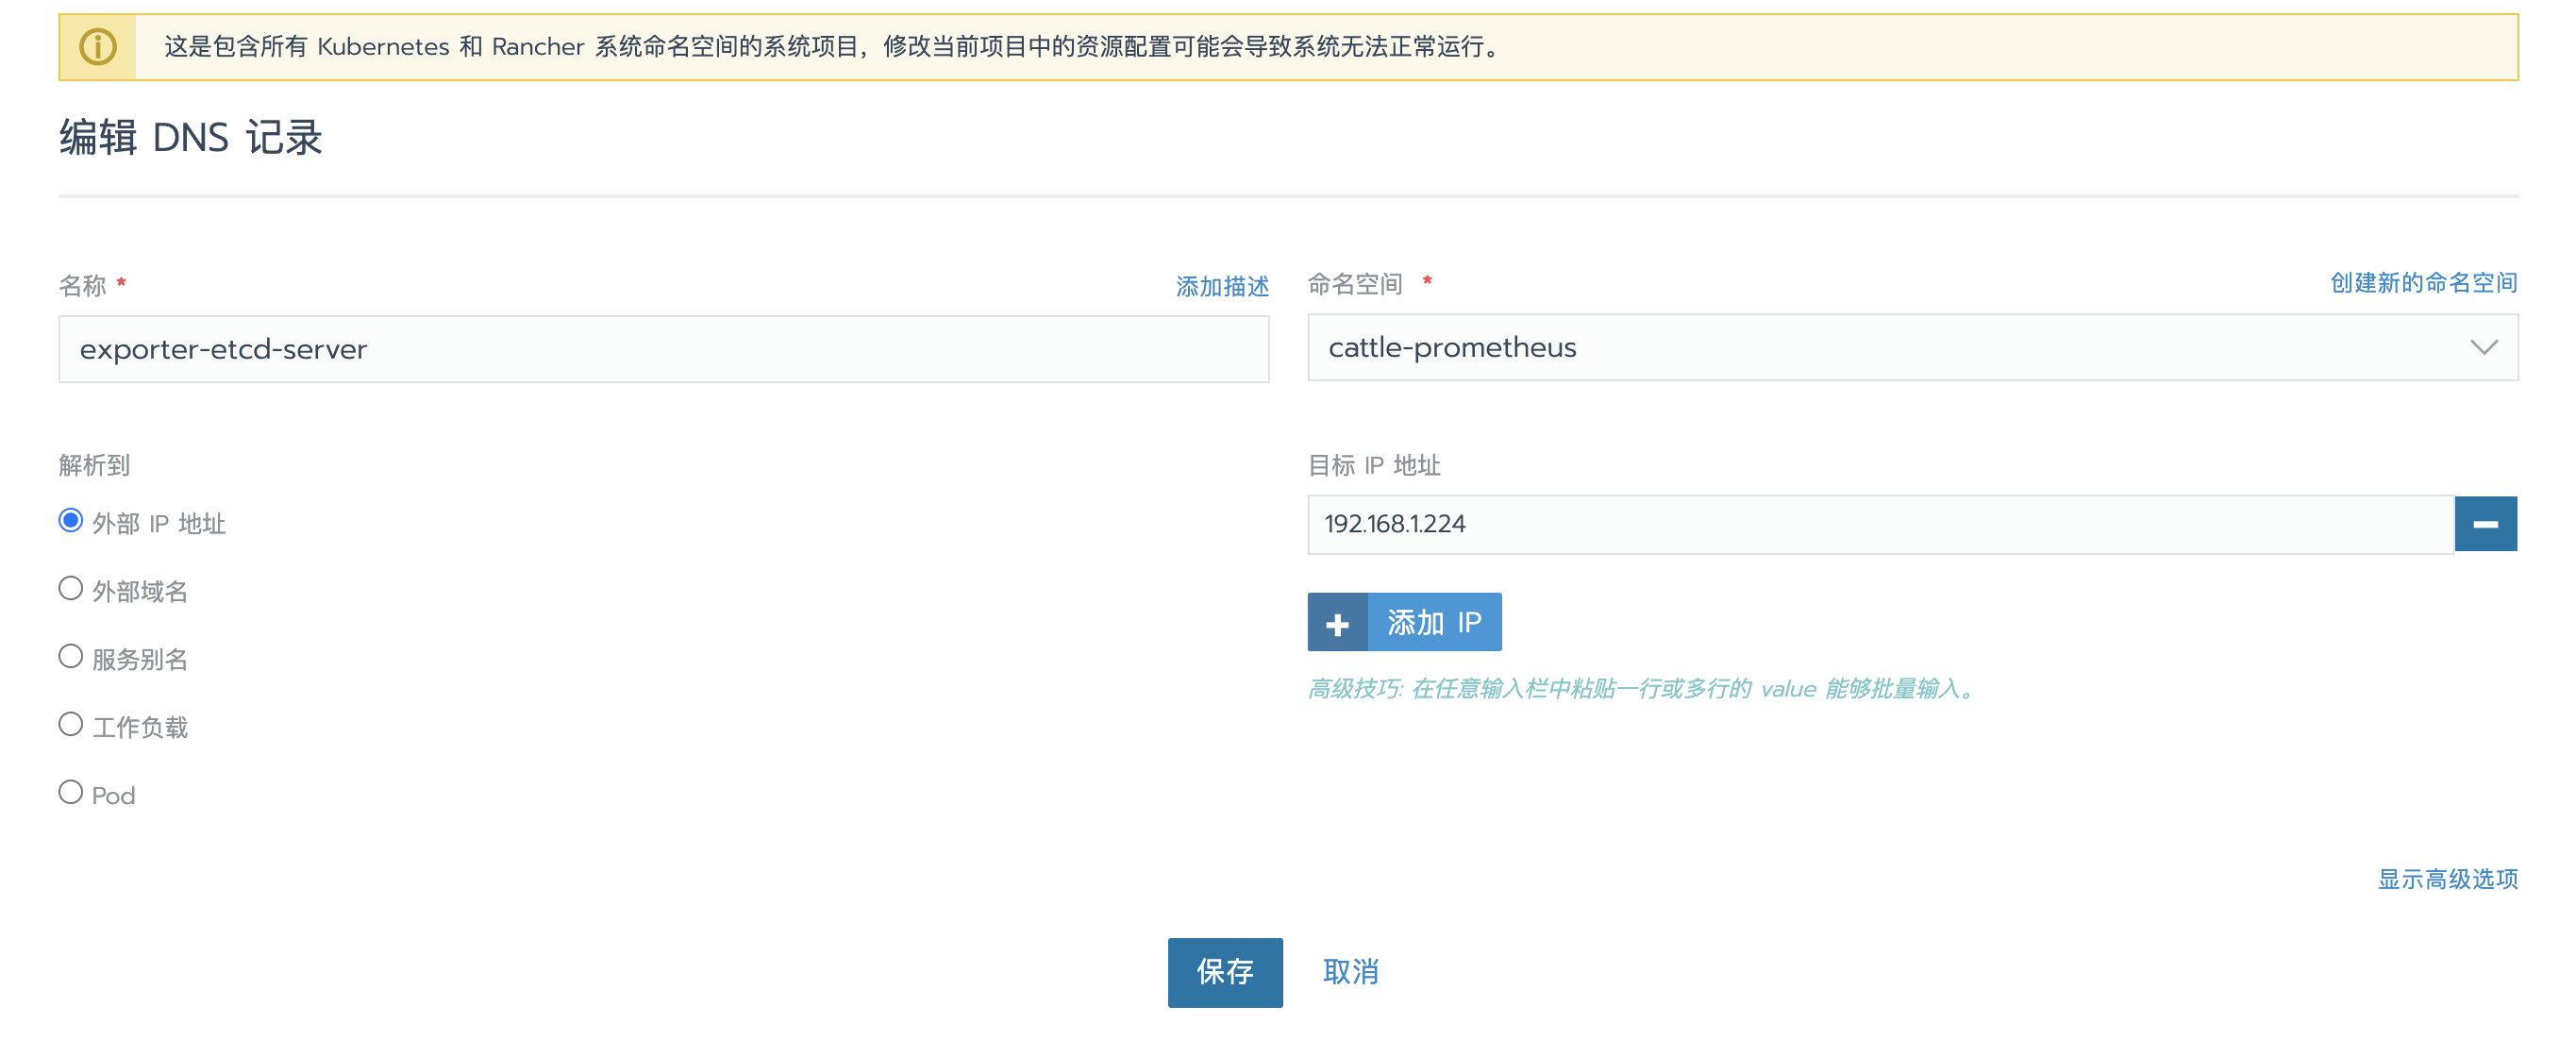 这是包含所有 Kubernetes 和 Rancher 系统命名空间的系统项目，修改当前项目中的资源配置可能会导致系统无法正常运行。
编辑 DNS 记录
名称 *
添加描述
命名空间 *
创建新的命名空间
exporter-etcd-server
cattle-prometheus
解析到
目标 IP 地址
外部 IP 地址
192.168.1.224
外部域名
添加 IP
服务别名
高级技巧: 在任意输入栏中粘贴一行或多行的 value 能够批量输入。
工作负载
Pod
显示高级选项
保存
取消